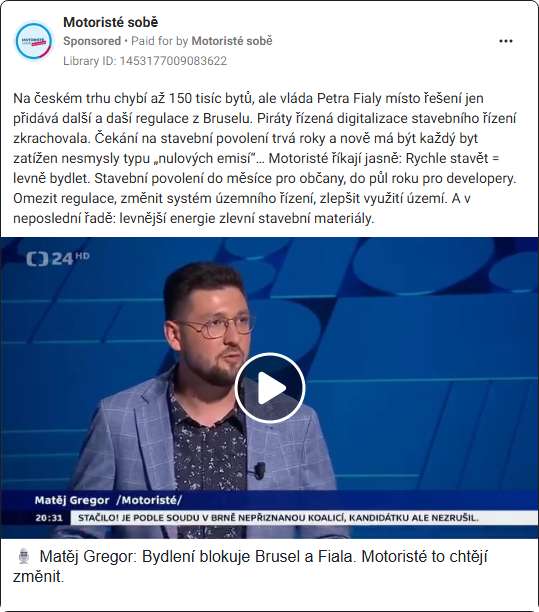 Motoristé sobě
Sponsored • Paid for by Motoristé sobě
Library ID: 1453177009083622
Na českém trhu chybí až 150 tisíc bytů, ale vláda Petra Fialy místo řešení jen
přidává další a daší regulace z Bruselu. Piráty řízená digitalizace stavebního řízení
zkrachovala. Čekání na stavební povolení trvá roky a nově má být každý byt
zatížen nesmysly typu „nulových emisí“… Motoristé říkají jasně: Rychle stavět =
levně bydlet. Stavební povolení do měsíce pro občany, do půl roku pro developery.
Omezit regulace, změnit systém územního řízení, zlepšit využití území. A v
neposlední řadě: levnější energie zlevní stavební materiály.
24 HD
Matěj Gregor /Motoristé/
20:31 STAČILO! JE PODLE SOUDU V BRNĚ NEPŘIZNANOU KOALICÍ, KANDIDÁTKU ALE NEZRUŠIL.
Matěj Gregor: Bydlení blokuje Brusel a Fiala. Motoristé to chtějí
změnit.